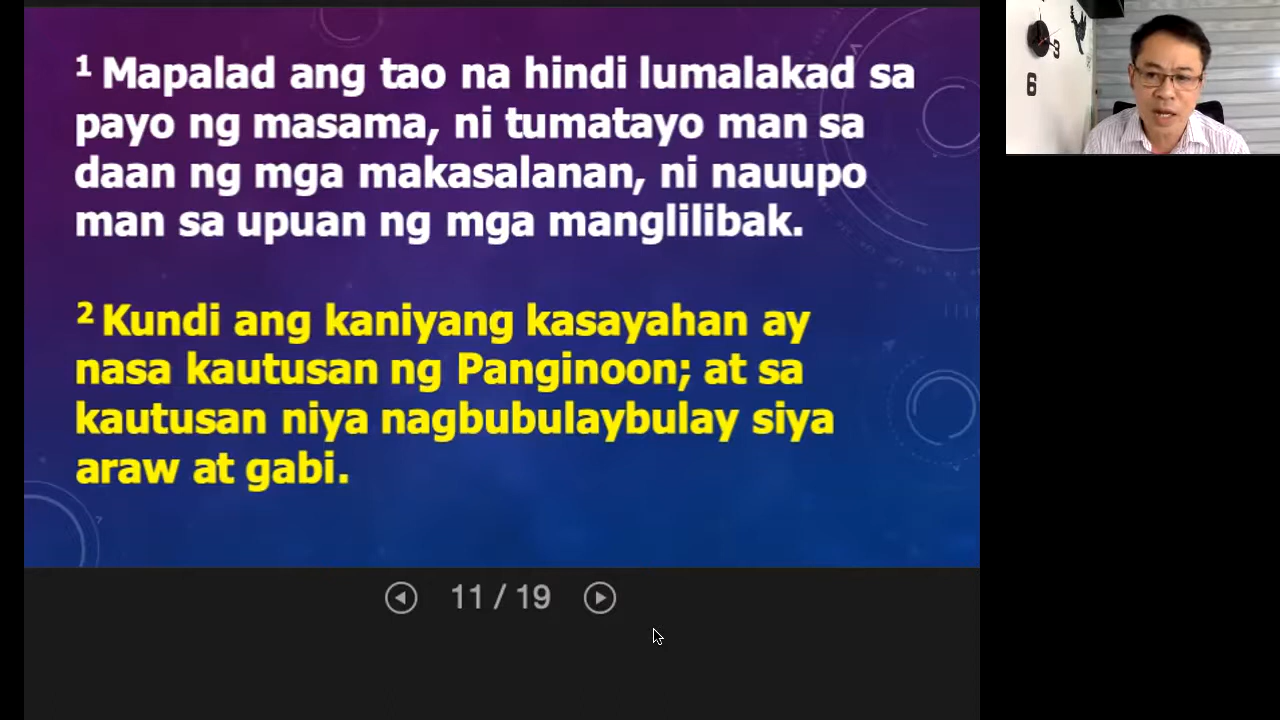 1 Mapalad ang tao na hindi lumalakad sa
payo ng masama, ni tumatayo man sa
daan ng mga makasalanan, ni nauupo
man sa upuan ng mga manglilibak.
2 Kundi ang kaniyang kasayahan ay
nasa kautusan ng Panginoon; at sa
kautusan niya nagbubulaybulay siya
araw at gabi.
11 / 19
3
6